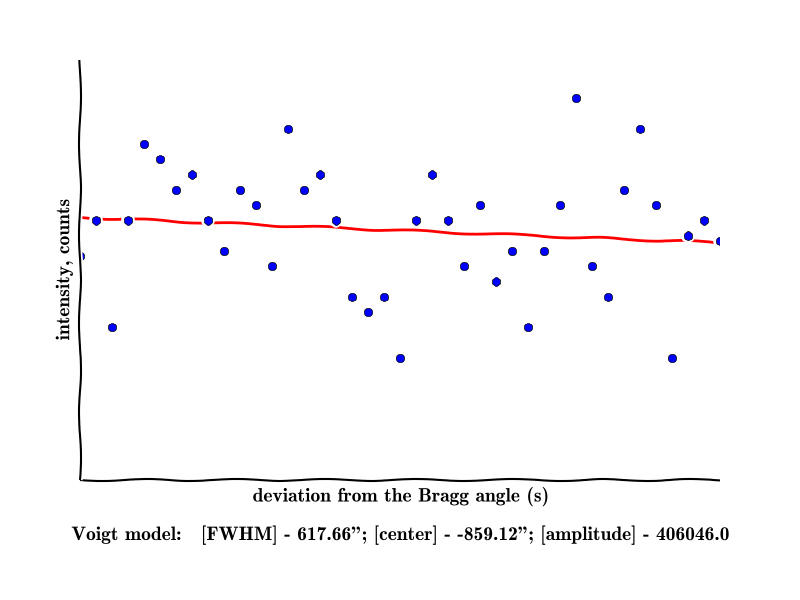 intensity, counts
deviation from the Bragg angle (s)
Voigt model: [FWHM] - 617.66”; [center] - -859.12”; [amplitude] - 406046.0